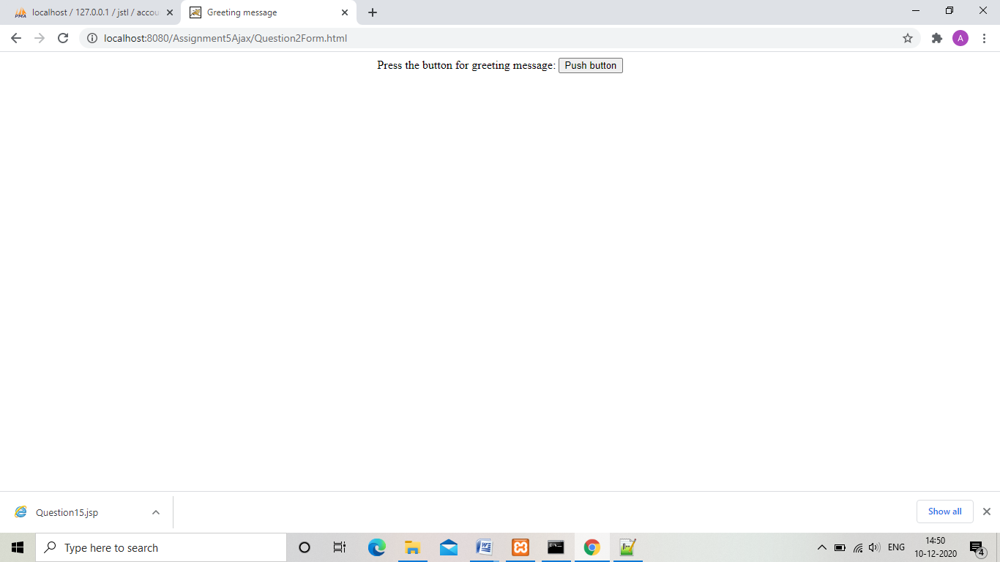 localhost / 127.0.0.1 / jstl / accou
Greeting message
localhost:8080/Assignment5Ajax/Question2Form.html
A
Press the button for greeting message: Push button
Question15.jsp
Show all
Type here to search
ENG
14:50
10-12-2020
4